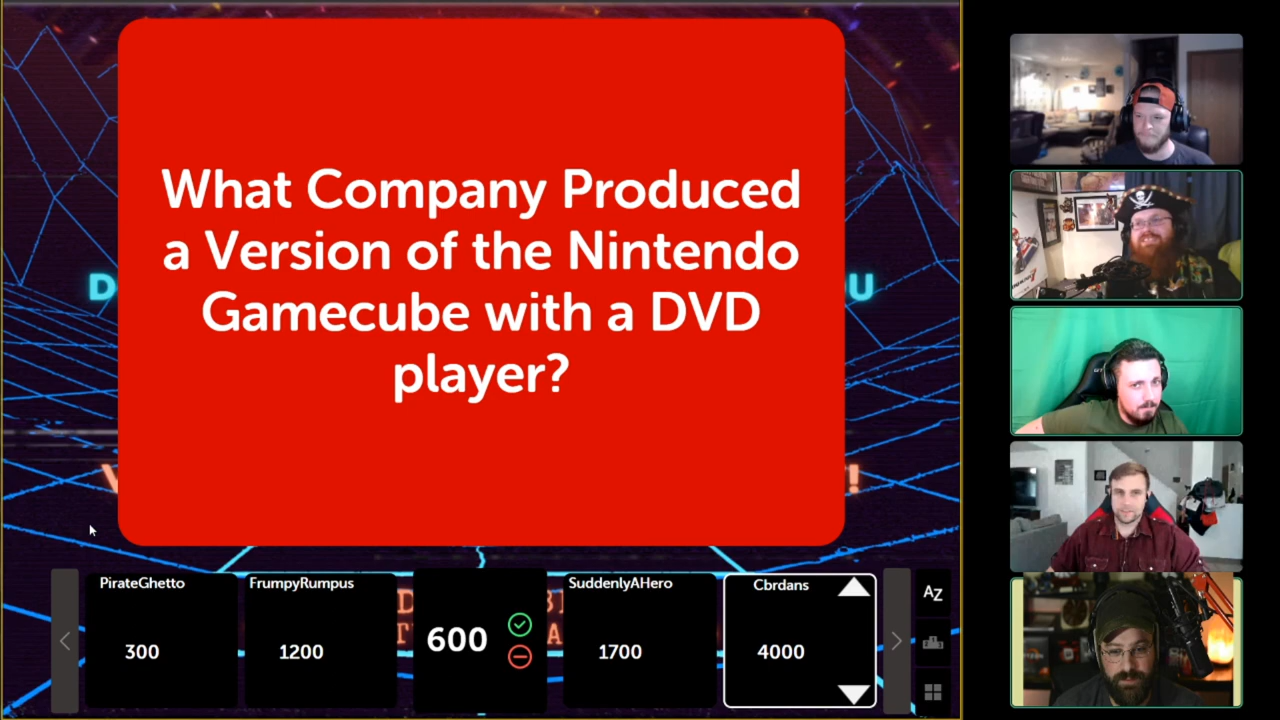 What Company Produced
a Version of the Nintendo
Gamecube with a DVD
player?
D
U
!
PirateGhetto
FrumpyRumpus
SuddenlyAHero
Cbrdans
300
1200
600
1700
4000
AZ